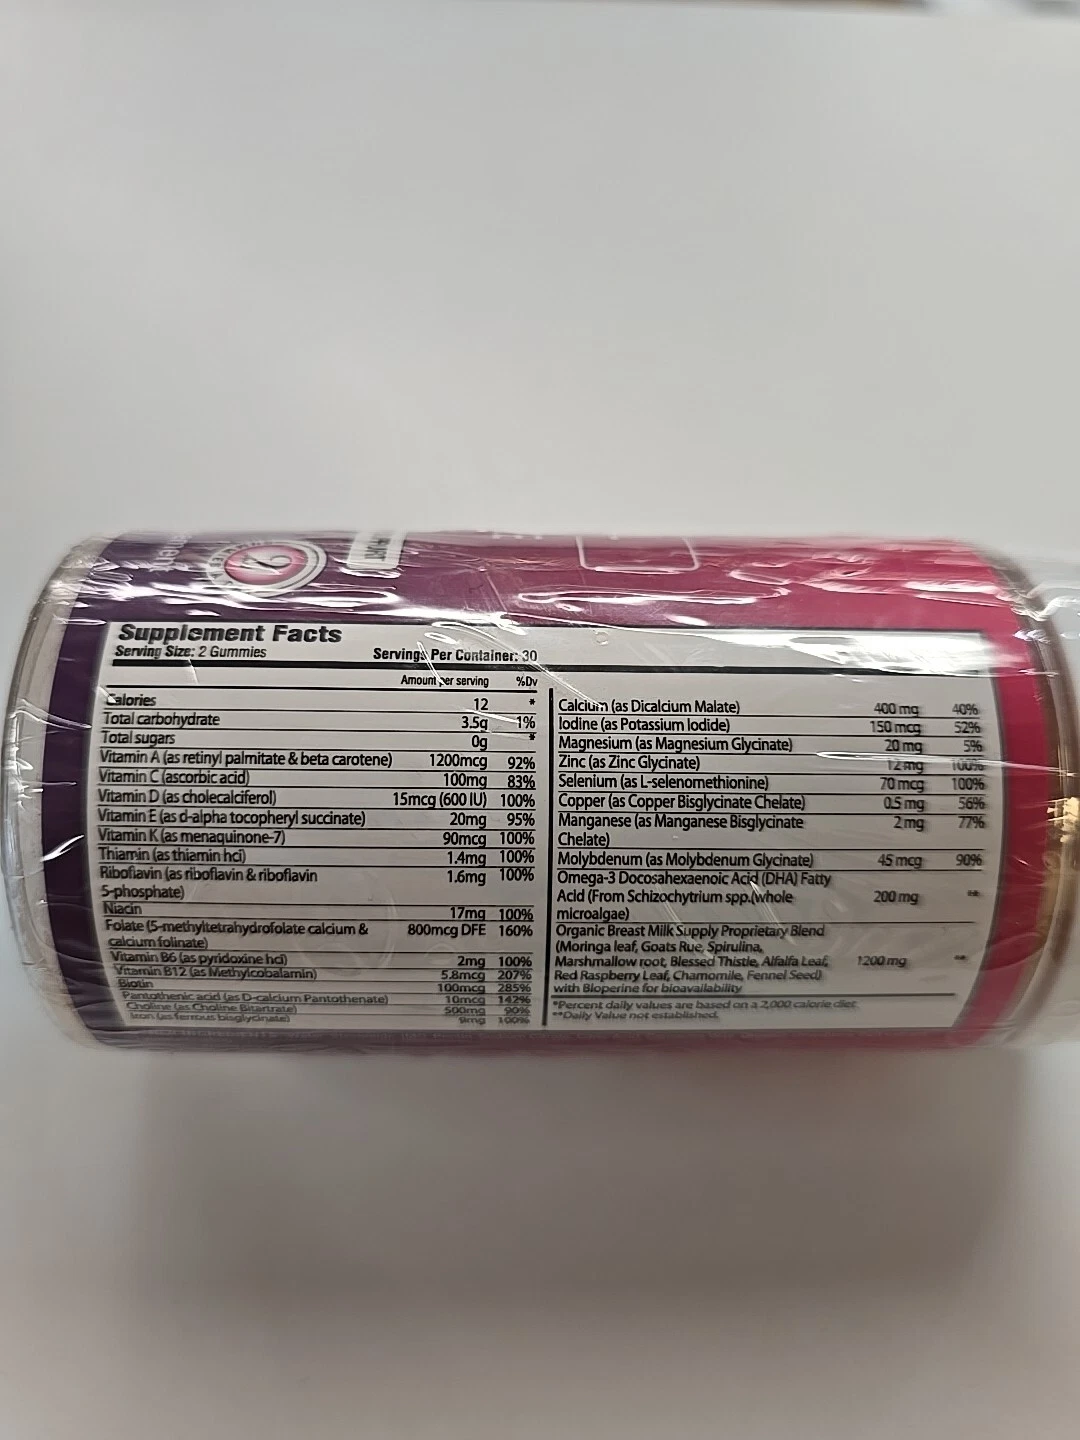 Supplement Facts
Serving Size: 2 Gummies Servings Per Container: 30
Amount per serving %Dv
Calories 12 *
Total carbohydrate 3.5g 1%
Total sugars 0g *
Vitamin A (as retinyl palmitate & beta carotene) 1200mcg 92%
Vitamin C (ascorbic acid) 100mg 83%
Vitamin D (as cholecalciferol) 15mcg (600 IU) 100%
Vitamin E (as d-alpha tocopheryl succinate) 20mg 95%
Vitamin K (as menaquinone-7) 90mcg 100%
Thiamin (as thiamin hcl) 1.4mg 100%
Riboflavin (as riboflavin & riboflavin 1.6mg 100%
5-phosphate)
Niacin 17mg 100%
Folate (5-methyltetrahydrofolate calcium & 800mcg DFE 160%
calcium folinate)
Vitamin B6 (as pyridoxine hcl) 2mg 100%
Vitamin B12 (as Methylcobalamin) 5.8mcg 207%
Biotin 100mcg 285%
Pantothenic acid (as D-calcium Pantothenate) 10mcg 142%
Choline (as Choline Bitartrate) 500mg 90%
Iron (as ferrous bisglycinate) 9mg 100%
Calcium (as Dicalcium Malate) 400 mg 40%
Iodine (as Potassium Iodide) 150 mcg 52%
Magnesium (as Magnesium Glycinate) 20 mg 5%
Zinc (as Zinc Glycinate) 12 mg 100%
Selenium (as L-selenomethionine) 70 mcg 100%
Copper (as Copper Bisglycinate Chelate) 0.5 mg 56%
Manganese (as Manganese Bisglycinate 2 mg 77%
Chelate)
Molybdenum (as Molybdenum Glycinate) 45 mcg 90%
Omega-3 Docosahexaenoic Acid (DHA) Fatty
Acid (From Schizochytrium spp.(whole 200 mg **
microalgae)
Organic Breast Milk Supply Proprietary Blend
(Moringa leaf, Goats Rue, Spirulina,
Marshmallow root, Blessed Thistle, Alfalfa Leaf, 1200 mg **
Red Raspberry Leaf, Chamomile, Fennel Seed)
with Bioperine for bioavailability
*Percent daily values are based on a 2,000 calorie diet
**Daily Value not established.